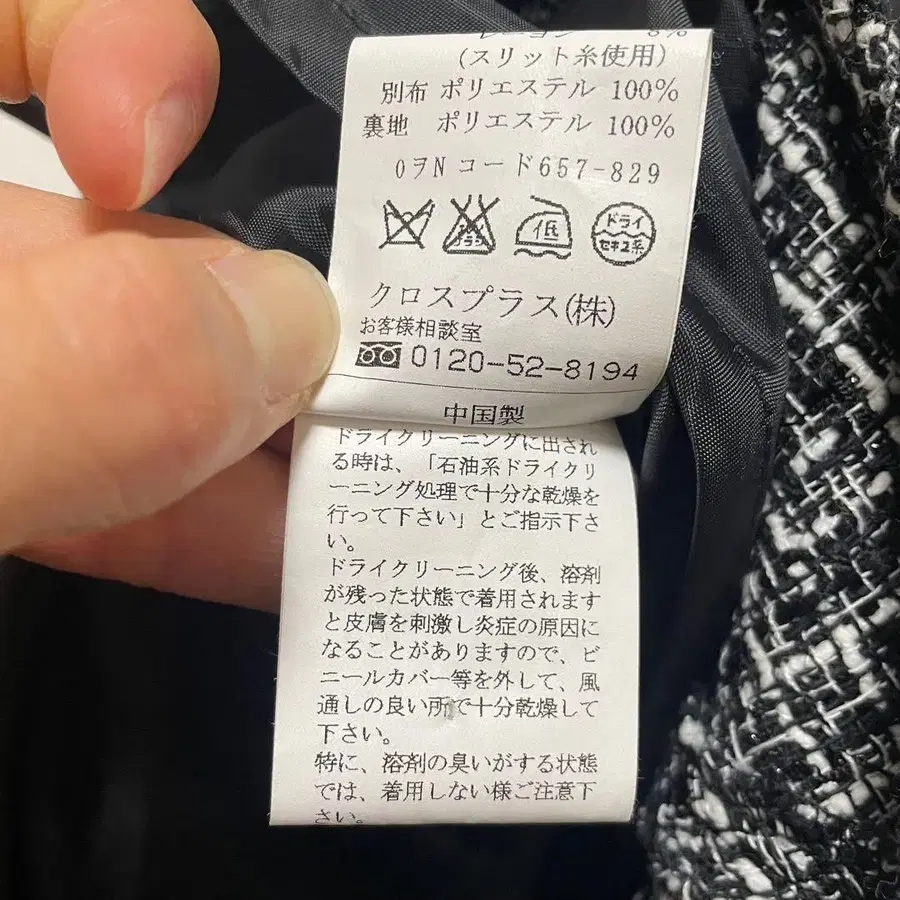 レーヨン 8%
(スリット糸使用)
別布 ポリエステル 100%
裏地 ポリエステル 100%
0ヲN コード657-829
低
ドライ
セキユ系
クロスプラス(株)
お客様相談室
0120-52-8194
中国製
ドライクリーニングに出され
る時は、「石油系ドライクリ
ーニング処理で十分な乾燥を
行って下さい」とご指示下さ
い。
ドライクリーニング後、溶剤
が残った状態で着用されます
と皮膚を刺激し炎症の原因に
なることがありますので、ビ
ニールカバー等を外して、風
通しの良い所で十分乾燥して
下さい。
特に、溶剤の臭いがする状態
では、着用しない様ご注意下
さい。